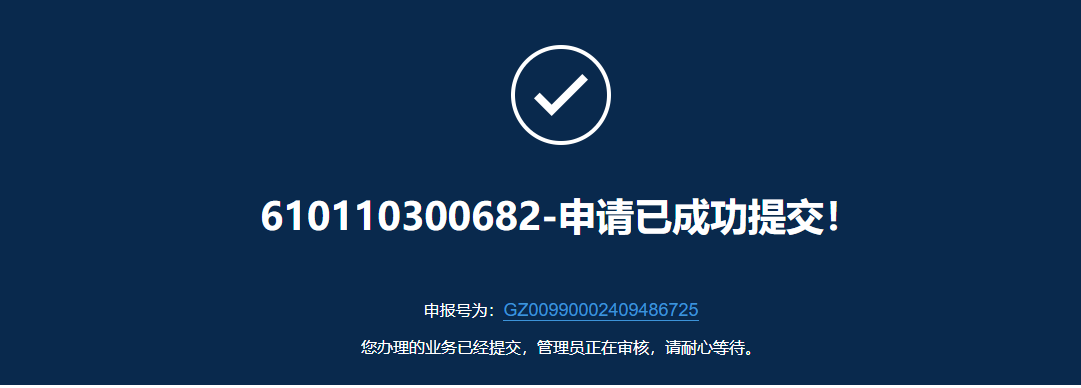 610110300682-申请已成功提交！
申报号为：GZ00990002409486725
您办理的业务已经提交，管理员正在审核，请耐心等待。